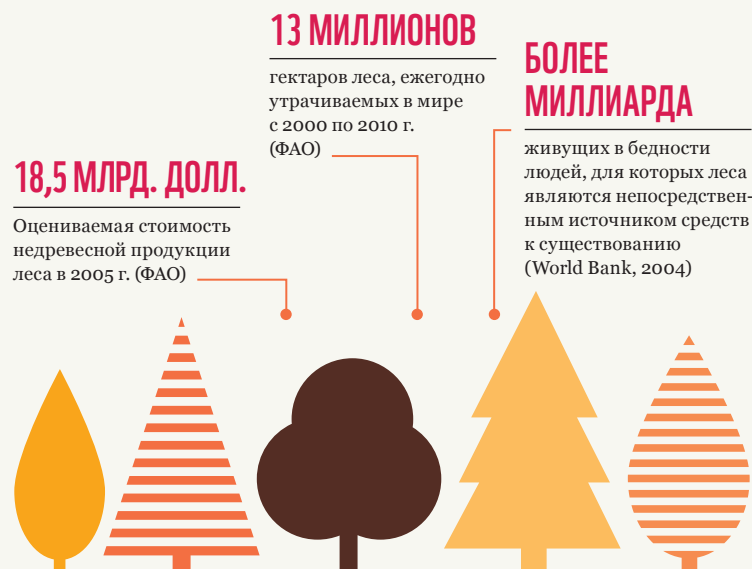 18,5 МЛРД. ДОЛЛ.
Оцениваемая стоимость
недревесной продукции
леса в 2005 г. (ФАО)
13 МИЛЛИОНОВ
гектаров леса, ежегодно
утрачиваемых в мире
с 2000 по 2010 г.
(ФАО)
БОЛЕЕ
МИЛЛИАРДА
живущих в бедности
людей, для которых леса
являются непосредствен-
ным источником средств
к существованию
(World Bank, 2004)